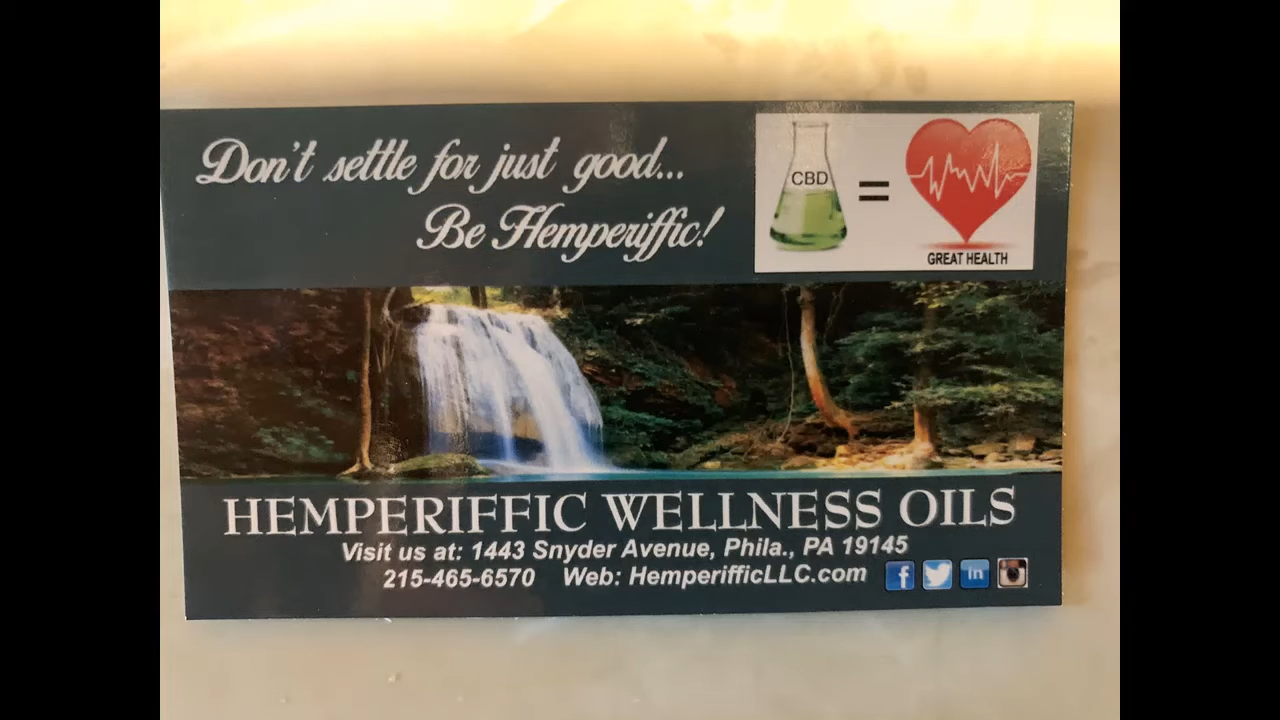 Don't settle for just good...
Be Hemperiffic!
CBD
=
GREAT HEALTH
HEMPERIFFIC WELLNESS OILS
Visit us at: 1443 Snyder Avenue, Phila., PA 19145
215-465-6570 Web: HemperifficLLC.com
f in